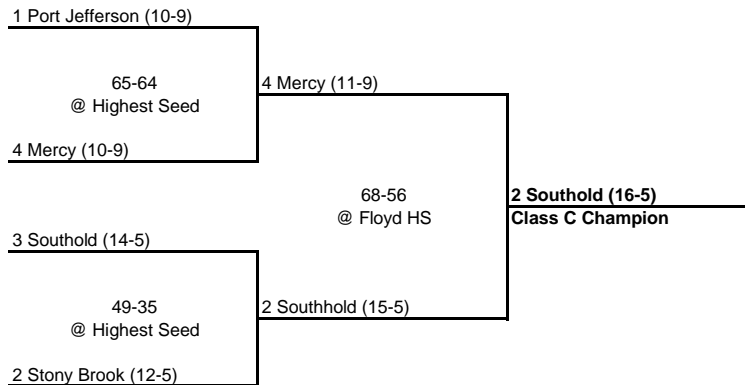 1 Port Jefferson (10-9)
65-64
@ Highest Seed
4 Mercy (11-9)
4 Mercy (10-9)
68-56
@ Floyd HS
2 Southold (16-5)
Class C Champion
3 Southold (14-5)
49-35
@ Highest Seed
2 Southhold (15-5)
2 Stony Brook (12-5)